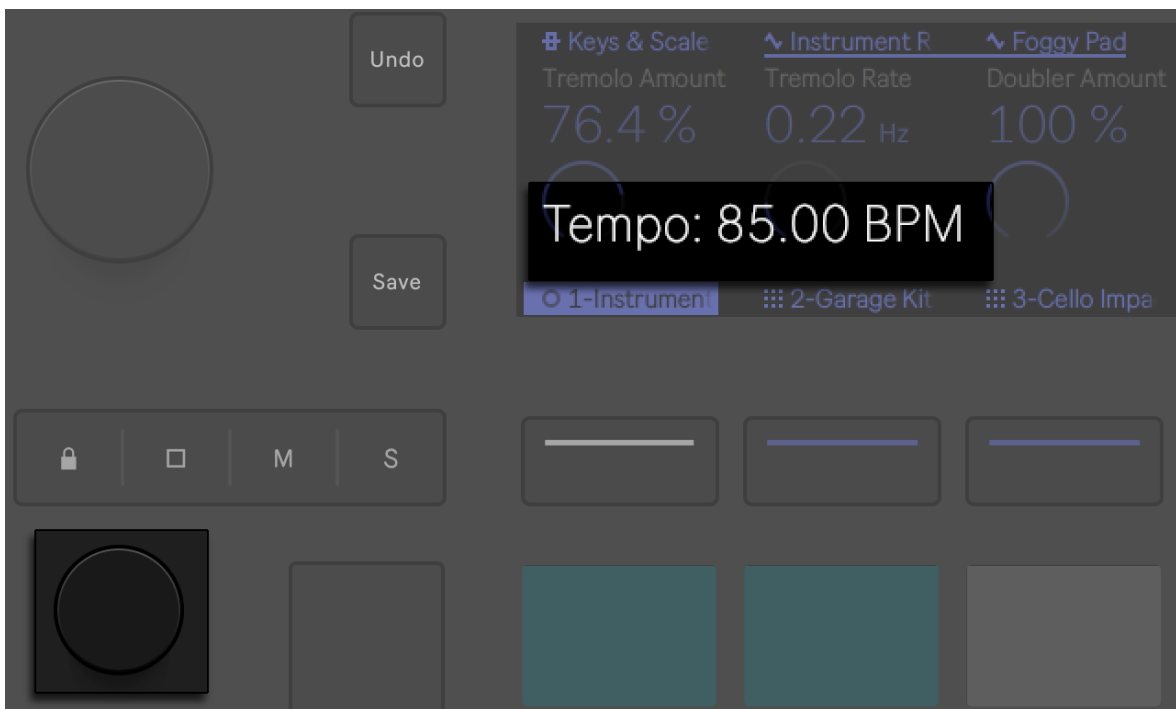 Undo
Keys & Scale
Instrument R
Foggy Pad
Tremolo Amount
Tremolo Rate
Doubler Amount
76.4 %
0.22 Hz
100 %
Tempo: 85.00 BPM
Save
1-Instrument
2-Garage Kit
3-Cello Impa
M
S